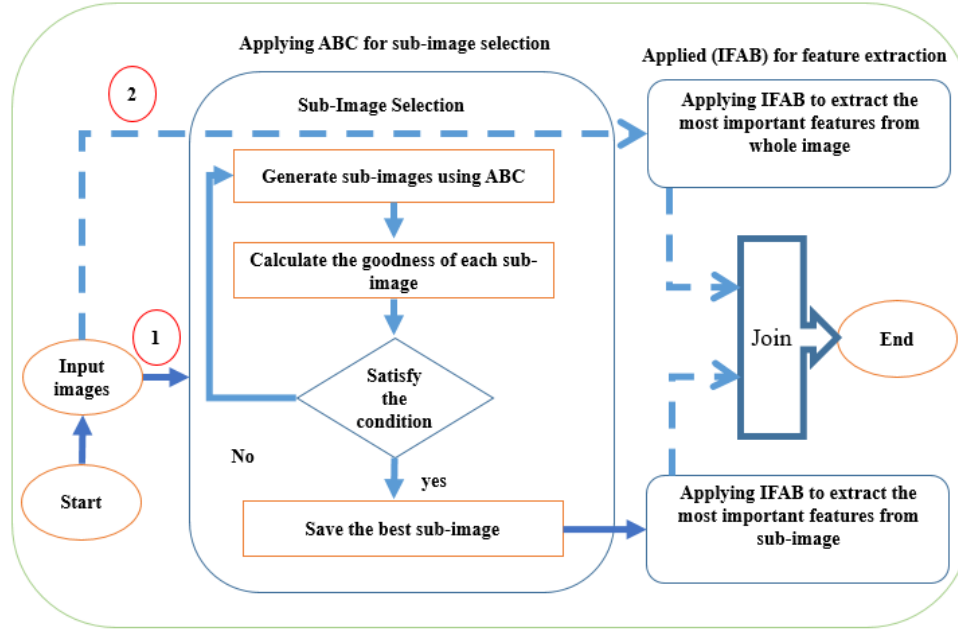 Applying ABC for sub-image selection
Applied (IFAB) for feature extraction
2
Sub-Image Selection
Applying IFAB to extract the
most important features from
whole image
Generate sub-images using ABC
Calculate the goodness of each sub-
image
1
Input
images
Satisfy
the
condition
Join
End
No
yes
Start
Save the best sub-image
Applying IFAB to extract the
most important features from
sub-image